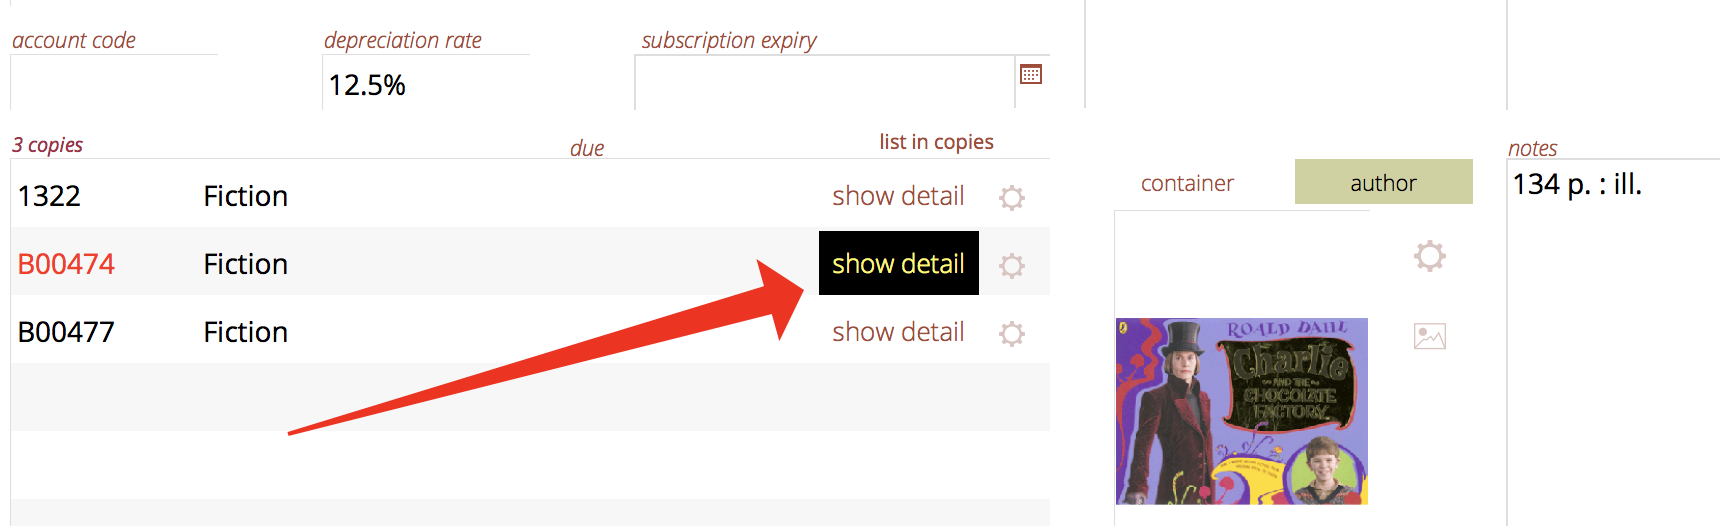 account code
depreciation rate
subscription expiry
12.5%
3 copies
due
list in copies
1322 Fiction show detail
B00474 Fiction show detail
B00477 Fiction show detail
container
author
ROALD DAHL
Charlie
AND THE
CHOCOLATE
FACTORY
notes
134 p. : ill.